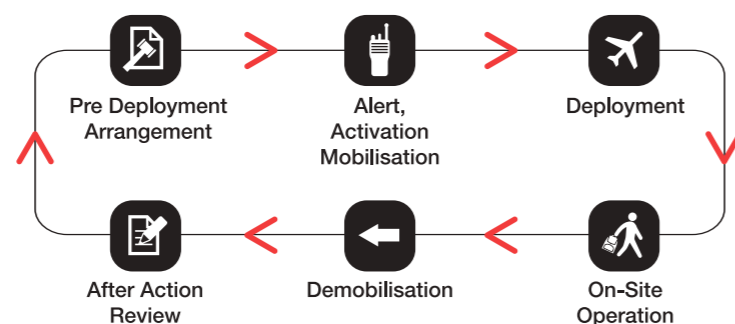 Pre Deployment
Arrangement
Alert,
Activation
Mobilisation
Deployment
After Action
Review
Demobilisation
On-Site
Operation